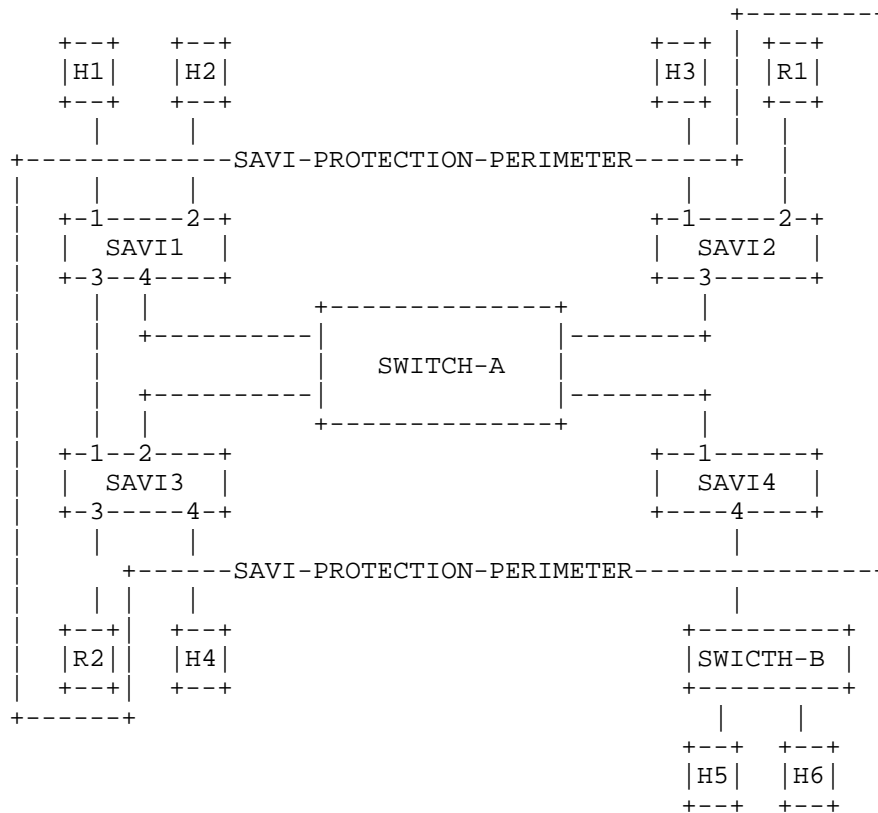 H1 H2 H3 R1
SAVI-PROTECTION-PERIMETER
1 2 1 2
SAVI1 SAVI2
3 4 3
SWITCH-A
1 2 1
SAVI3 SAVI4
3 4 4
SAVI-PROTECTION-PERIMETER
R2 H4 SWICTH-B
H5 H6